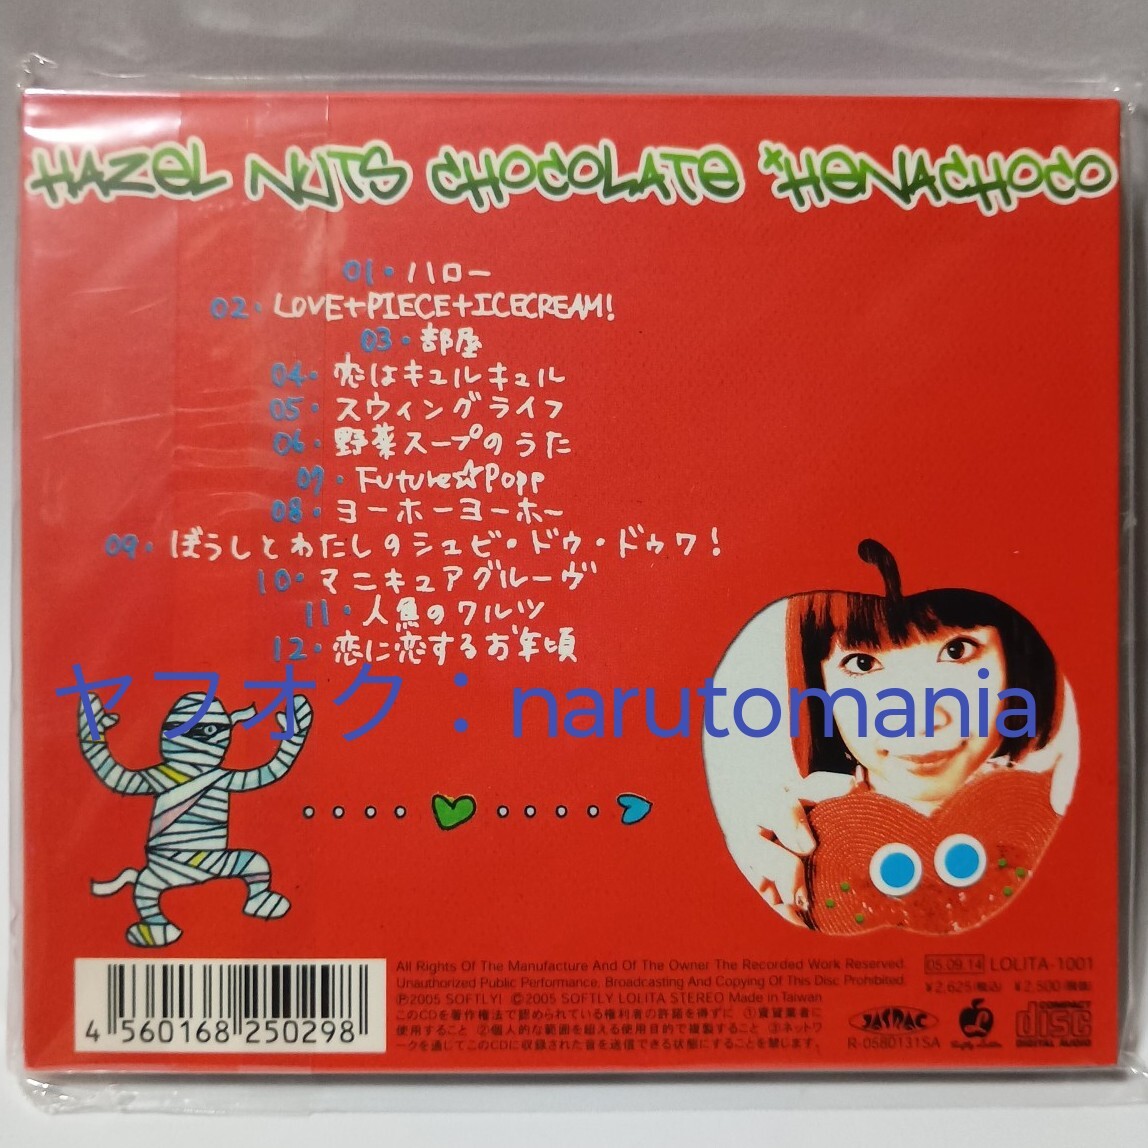 HAZEL NUTS CHOCOLATE *HENACHOCO
01・ハロー
02・LOVE+PIECE+ICECREAM!
03・部屋
04・恋はキュルキュル
05・スウィングライフ
06・野菜スープのうた
07・Future☆Popp
08・ヨーホーヨーホー
09・ぼうしとわたしのシュビ・ドゥ・ドゥワ!
10・マニキュアグルーヴ
11・人魚のワルツ
12・恋に恋するお年頃
ヤフオク：narutomania
All Rights Of The Manufacture And Of The Owner The Recorded Work Reserved.
Unauthorized Public Performance, Broadcasting And Copying Of This Disc Prohibited.
Ⓟ2005 SOFTLY! Ⓒ2005 SOFTLY LOLITA STEREO Made in Taiwan
このCDを著作権法で認められている権利者の許諾を得ずに ①賃貸業者に
使用すること ②個人的な範囲を超える使用目的で複製すること ③ネットワ
ークを通じてこのCDに収録された音を送信できる状態にすることを禁じます。
05.09.14 LOLITA-1001
¥2,625(税込) ¥2,500(税抜)
JASRAC
R-0580131SA
COMPACT
disc
DIGITAL AUDIO
4 560168 250298